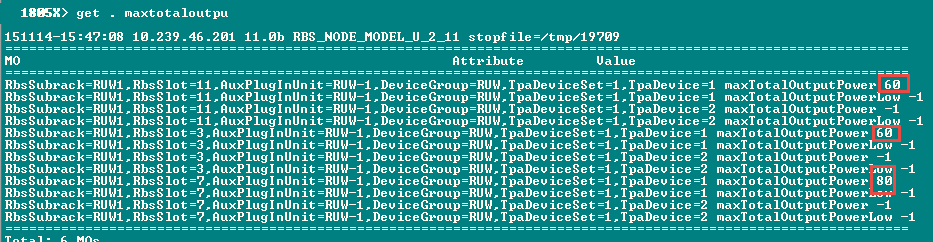 1805X> get . maxtotaloutpu
151114-15:47:08 10.239.46.201 11.0b RBS_NODE_MODEL_U_2_11 stopfile=/tmp/19709
=================================================================================================
MO Attribute Value
=================================================================================================
RbsSubrack=RUW1,RbsSlot=11,AuxPlugInUnit=RUW-1,DeviceGroup=RUW,TpaDeviceSet=1,TpaDevice=1 maxTotalOutputPower 60
RbsSubrack=RUW1,RbsSlot=11,AuxPlugInUnit=RUW-1,DeviceGroup=RUW,TpaDeviceSet=1,TpaDevice=1 maxTotalOutputPowerLow -1
RbsSubrack=RUW1,RbsSlot=11,AuxPlugInUnit=RUW-1,DeviceGroup=RUW,TpaDeviceSet=1,TpaDevice=2 maxTotalOutputPower -1
RbsSubrack=RUW1,RbsSlot=11,AuxPlugInUnit=RUW-1,DeviceGroup=RUW,TpaDeviceSet=1,TpaDevice=2 maxTotalOutputPowerLow -1
RbsSubrack=RUW1,RbsSlot=3,AuxPlugInUnit=RUW-1,DeviceGroup=RUW,TpaDeviceSet=1,TpaDevice=1 maxTotalOutputPower 60
RbsSubrack=RUW1,RbsSlot=3,AuxPlugInUnit=RUW-1,DeviceGroup=RUW,TpaDeviceSet=1,TpaDevice=1 maxTotalOutputPowerLow -1
RbsSubrack=RUW1,RbsSlot=3,AuxPlugInUnit=RUW-1,DeviceGroup=RUW,TpaDeviceSet=1,TpaDevice=2 maxTotalOutputPower -1
RbsSubrack=RUW1,RbsSlot=3,AuxPlugInUnit=RUW-1,DeviceGroup=RUW,TpaDeviceSet=1,TpaDevice=2 maxTotalOutputPowerLow -1
RbsSubrack=RUW1,RbsSlot=7,AuxPlugInUnit=RUW-1,DeviceGroup=RUW,TpaDeviceSet=1,TpaDevice=1 maxTotalOutputPower
RbsSubrack=RUW1,RbsSlot=7,AuxPlugInUnit=RUW-1,DeviceGroup=RUW,TpaDeviceSet=1,TpaDevice=1 maxTotalOutputPowerLow -1
RbsSubrack=RUW1,RbsSlot=7,AuxPlugInUnit=RUW-1,DeviceGroup=RUW,TpaDeviceSet=1,TpaDevice=2 maxTotalOutputPower -1
RbsSubrack=RUW1,RbsSlot=7,AuxPlugInUnit=RUW-1,DeviceGroup=RUW,TpaDeviceSet=1,TpaDevice=2 maxTotalOutputPowerLow -1
=================================================================================================
Total: 6 MOs